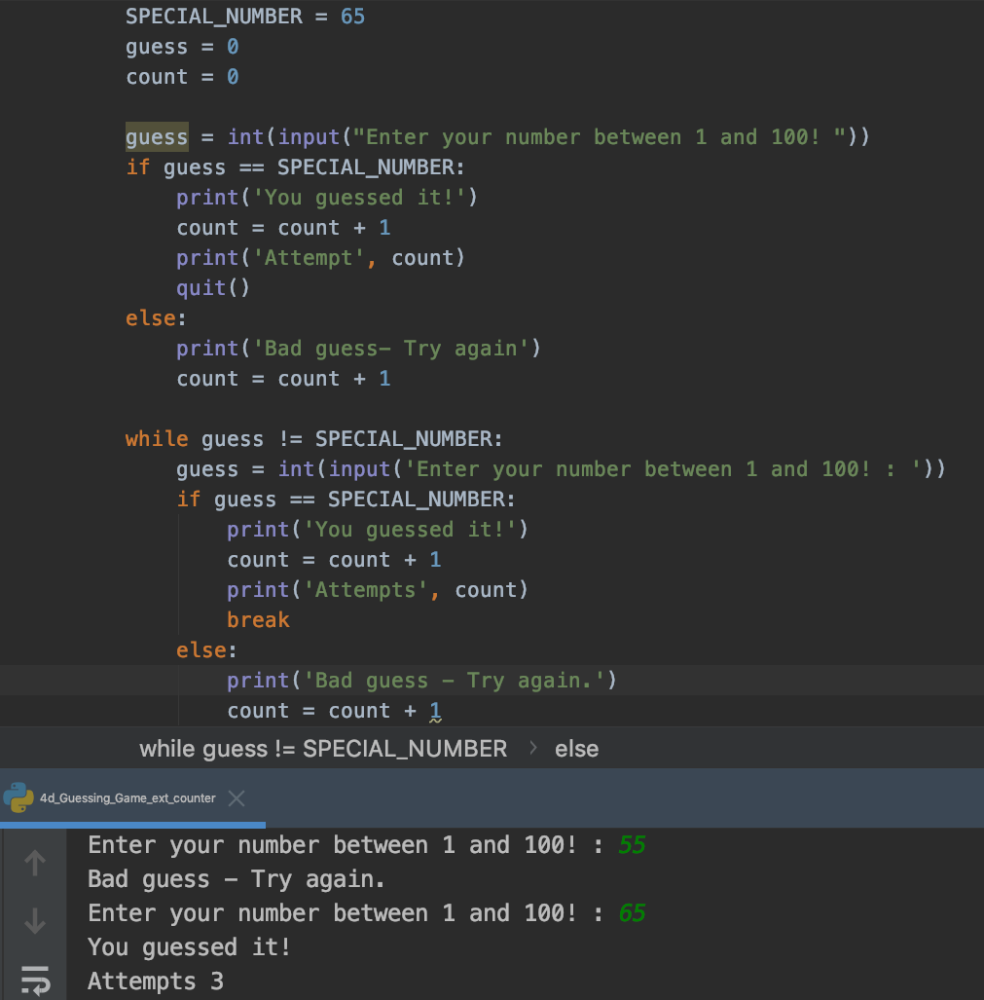 SPECIAL_NUMBER = 65
guess = 0
count = 0
guess = int(input("Enter your number between 1 and 100! "))
if guess == SPECIAL_NUMBER:
    print('You guessed it!')
    count = count + 1
    print('Attempt', count)
    quit()
else:
    print('Bad guess– Try again')
    count = count + 1
while guess != SPECIAL_NUMBER:
    guess = int(input('Enter your number between 1 and 100! : '))
    if guess == SPECIAL_NUMBER:
        print('You guessed it!')
        count = count + 1
        print('Attempts', count)
        break
    else:
        print('Bad guess – Try again.')
        count = count + 1
while guess != SPECIAL_NUMBER > else
4d_Guessing_Game_ext_counter
Enter your number between 1 and 100! : 55
Bad guess – Try again.
Enter your number between 1 and 100! : 65
You guessed it!
Attempts 3